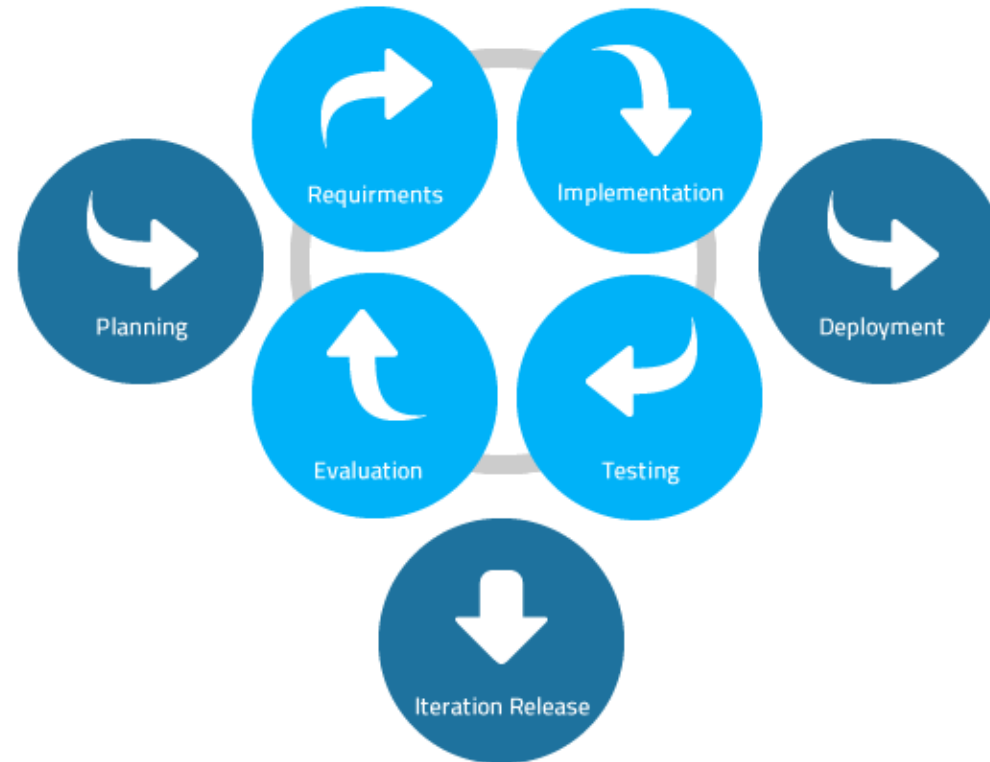 Requirments
Implementation
Planning
Deployment
Evaluation
Testing
Iteration Release